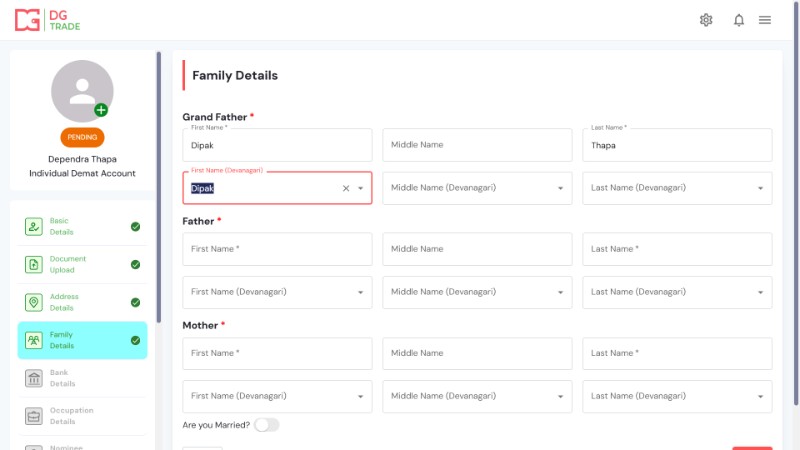 DG
TRADE
PENDING
Dependra Thapa
Individual Demat Account
Basic
Details
Document
Upload
Address
Details
Family
Details
Bank
Details
Occupation
Details
Nominee
Family Details
Grand Father *
First Name *
Dipak
Middle Name
Last Name *
Thapa
First Name (Devanagari)
Dipak
Middle Name (Devanagari)
Last Name (Devanagari)
Father *
First Name *
Middle Name
Last Name *
First Name (Devanagari)
Middle Name (Devanagari)
Last Name (Devanagari)
Mother *
First Name *
Middle Name
Last Name *
First Name (Devanagari)
Middle Name (Devanagari)
Last Name (Devanagari)
Are you Married?